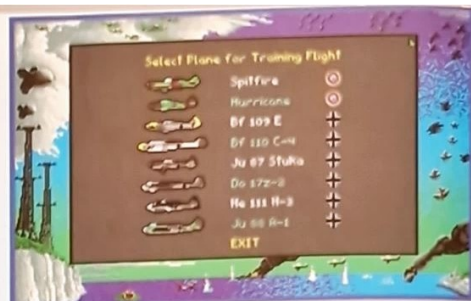 Select Plane for Training Flight
Spitfire
Hurricane
Bf 109 E
Bf 110 C-4
Ju 87 Stuka
Do 17z-2
He 111 H-3
Ju 88 A-1
EXIT